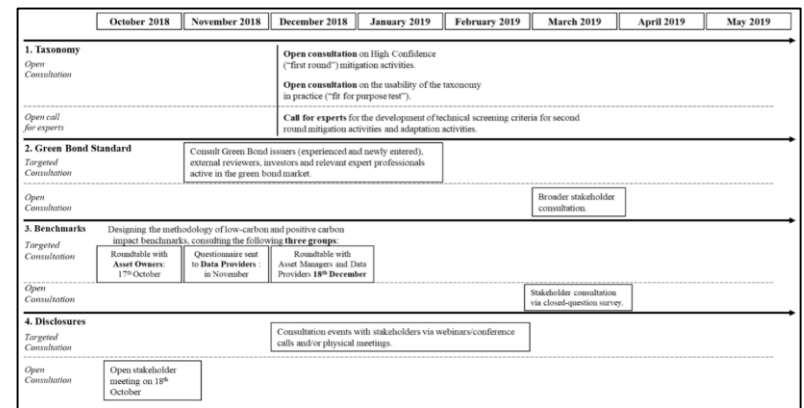 October 2018 November 2018 December 2018 January 2019 February 2019 March 2019 April 2019 May 2019
1. Taxonomy
Open
Consultation
Open consultation on High Confidence
("first round") mitigation activities.
Open consultation on the usability of the taxonomy
in practice ("fit for purpose test").
Open call
for experts
Call for experts for the development of technical screening criteria for second
round mitigation activities and adaptation activities.
2. Green Bond Standard
Targeted
Consultation
Consult Green Bond issuers (experienced and newly entered),
external reviewers, investors and relevant expert professionals
active in the green bond market.
Open
Consultation
Broader stakeholder
consultation.
3. Benchmarks
Targeted
Consultation
Designing the methodology of low-carbon and positive carbon
impact benchmarks, consulting the following three groups:
Roundtable with
Asset Owners:
17th October
Questionnaire sent
to Data Providers :
in November
Roundtable with
Asset Managers and Data
Providers 18th December
Open
Consultation
Stakeholder consultation
via closed-question survey.
4. Disclosures
Targeted
Consultation
Consultation events with stakeholders via webinars/conference
calls and/or physical meetings.
Open
Consultation
Open stakeholder
meeting on 18th
October